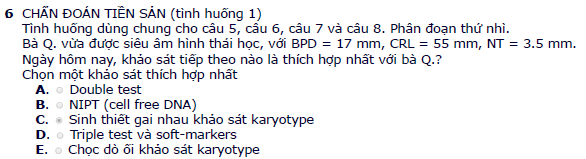 6 CHẨN ĐOÁN TIỀN SẢN (tình huống 1)
Tình huống dùng chung cho câu 5, câu 6, câu 7 và câu 8. Phân đoạn thứ nhì.
Bà Q. vừa được siêu âm hình thái học, với BPD = 17 mm, CRL = 55 mm, NT = 3.5 mm.
Ngày hôm nay, khảo sát tiếp theo nào là thích hợp nhất với bà Q.?
Chọn một khảo sát thích hợp nhất
A. Double test
B. NIPT (cell free DNA)
C. Sinh thiết gai nhau khảo sát karyotype
D. Triple test và soft-markers
E. Chọc dò ối khảo sát karyotype